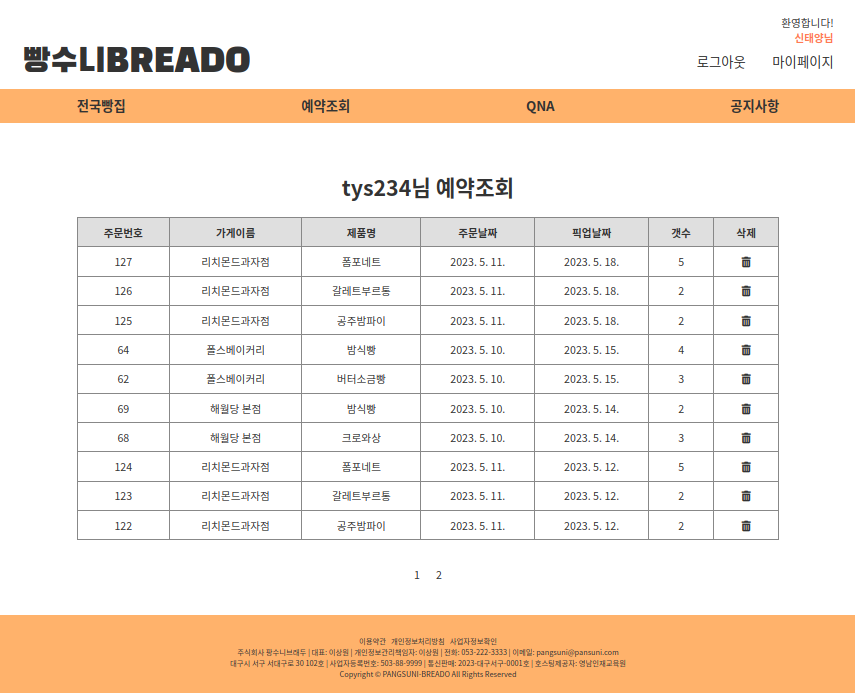 환영합니다!
신태양님
빵수니BREADO
로그아웃 마이페이지
전국빵집 예약조회 QNA 공지사항
tys234님 예약조회
주문번호 가게이름 제품명 주문날짜 픽업날짜 갯수 삭제
127 리치몬드과자점 폼포네트 2023. 5. 11. 2023. 5. 18. 5
126 리치몬드과자점 갈레트부르통 2023. 5. 11. 2023. 5. 18. 2
125 리치몬드과자점 공주밤파이 2023. 5. 11. 2023. 5. 18. 2
64 폴스베이커리 밤식빵 2023. 5. 10. 2023. 5. 15. 4
62 폴스베이커리 버터소금빵 2023. 5. 10. 2023. 5. 15. 3
69 해월당 본점 밤식빵 2023. 5. 10. 2023. 5. 14. 2
68 해월당 본점 크로와상 2023. 5. 10. 2023. 5. 14. 3
124 리치몬드과자점 폼포네트 2023. 5. 11. 2023. 5. 12. 5
123 리치몬드과자점 갈레트부르통 2023. 5. 11. 2023. 5. 12. 2
122 리치몬드과자점 공주밤파이 2023. 5. 11. 2023. 5. 12. 2
1 2
이용약관 개인정보처리방침 사업자정보확인
주식회사 팡수니브래두 | 대표: 이상원 | 개인정보관리책임자: 이상원 | 전화: 053-222-3333 | 이메일: pangsuni@pansuni.com
대구시 서구 서대구로 30 102호 | 사업자등록번호: 503-88-9999 | 통신판매: 2023-대구서구-0001호 | 호스팅제공자: 영남인재교육원
Copyright © PANGSUNI-BREADO All Rights Reserved